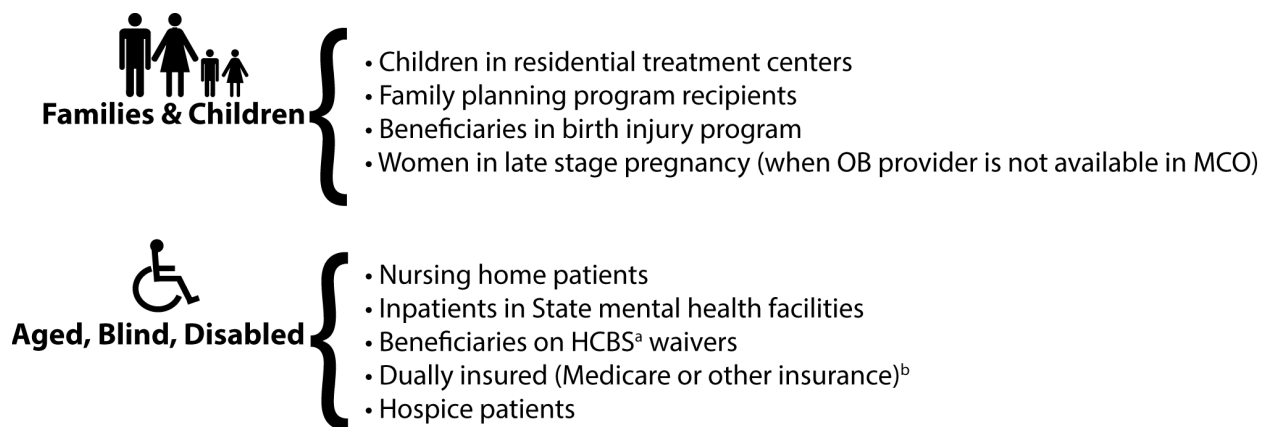 Families & Children
• Children in residential treatment centers
• Family planning program recipients
• Beneficiaries in birth injury program
• Women in late stage pregnancy (when OB provider is not available in MCO)
Aged, Blind, Disabled
• Nursing home patients
• Inpatients in State mental health facilities
• Beneficiaries on HCBSᵃ waivers
• Dually insured (Medicare or other insurance)ᵇ
• Hospice patients